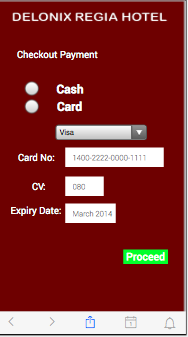 DELONIX REGIA HOTEL
Checkout Payment
Cash
Card
Visa
Card No: 1400-2222-0000-1111
CV: 080
Expiry Date: March 2014
Proceed